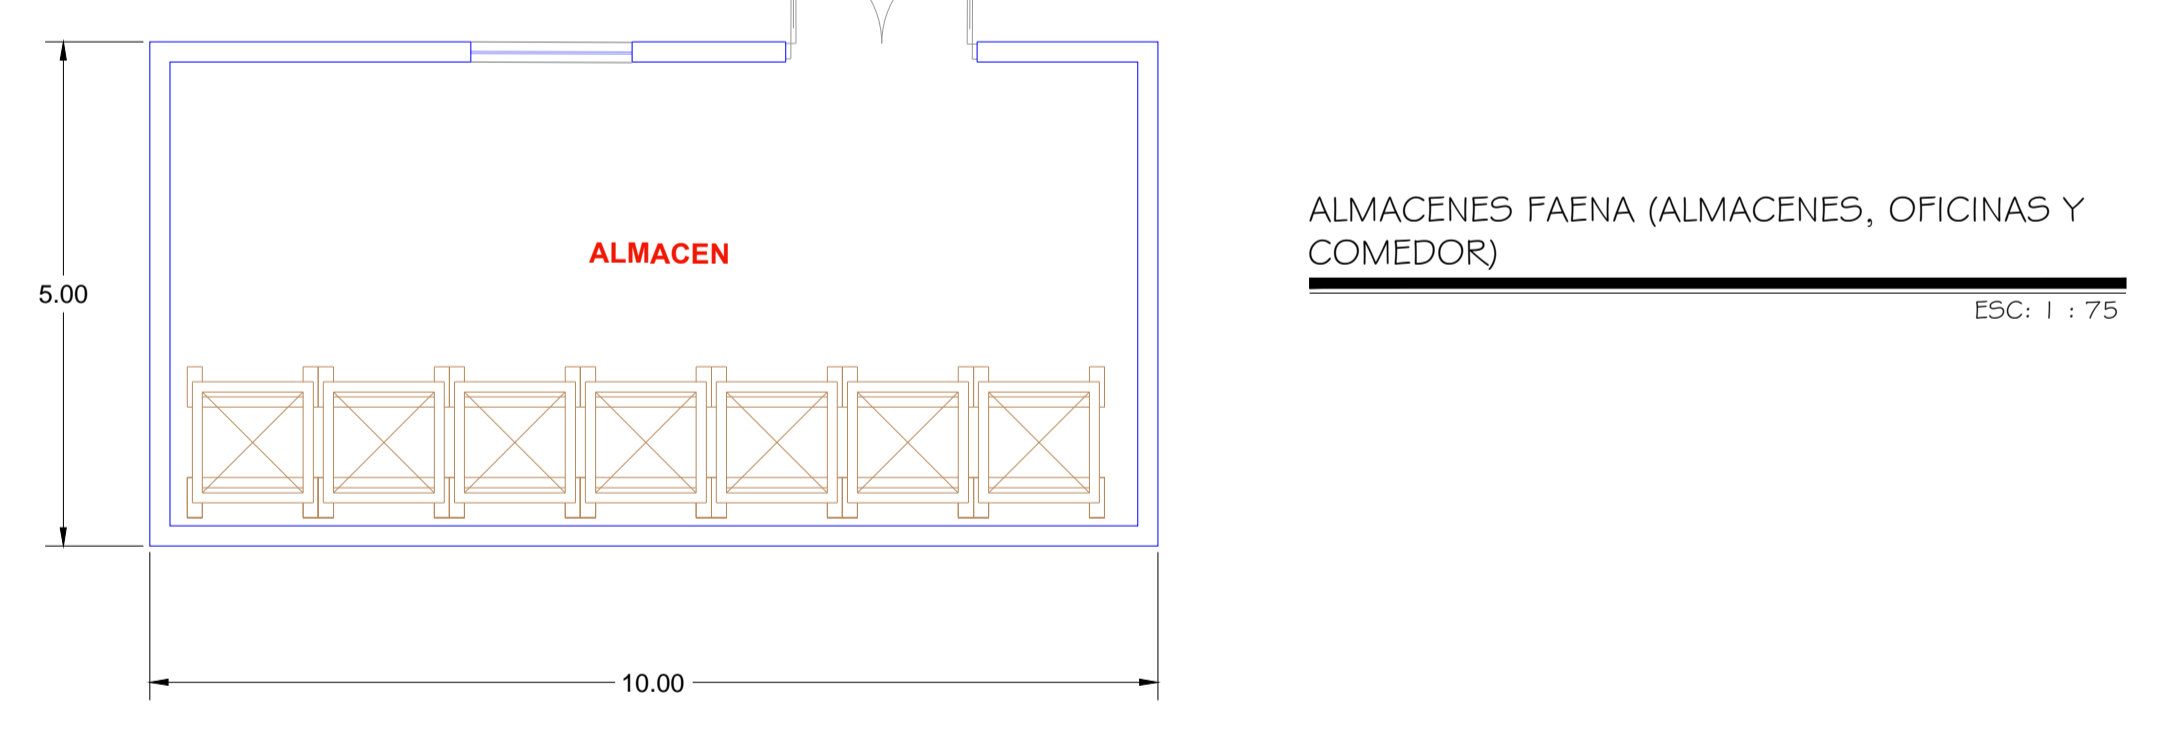 ALMACEN
5.00
10.00
ALMACENES FAENA (ALMACENES, OFICINAS Y
COMEDOR)
ESC: 1 : 75